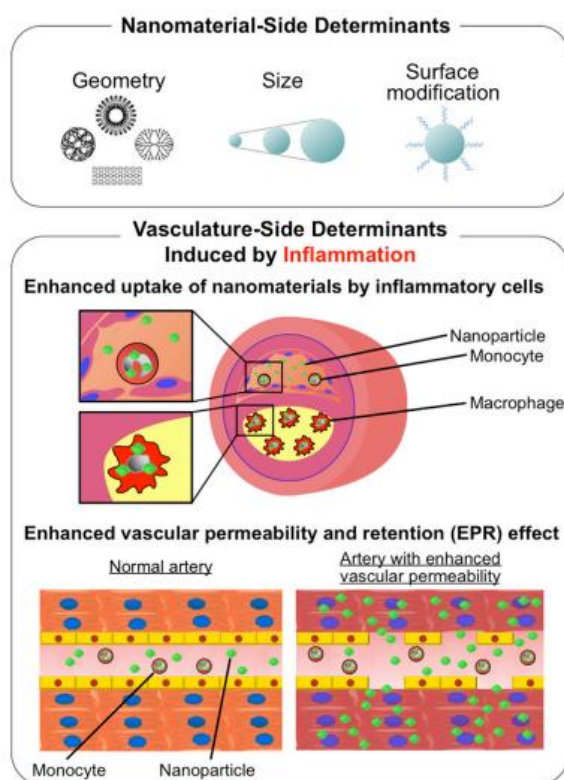 Nanomaterial-Side Determinants
Geometry
Size
Surface
modification
Vasculature-Side Determinants
Induced by Inflammation
Enhanced uptake of nanomaterials by inflammatory cells
Nanoparticle
Monocyte
Macrophage
Enhanced vascular permeability and retention (EPR) effect
Normal artery
Artery with enhanced
vascular permeability
Monocyte
Nanoparticle